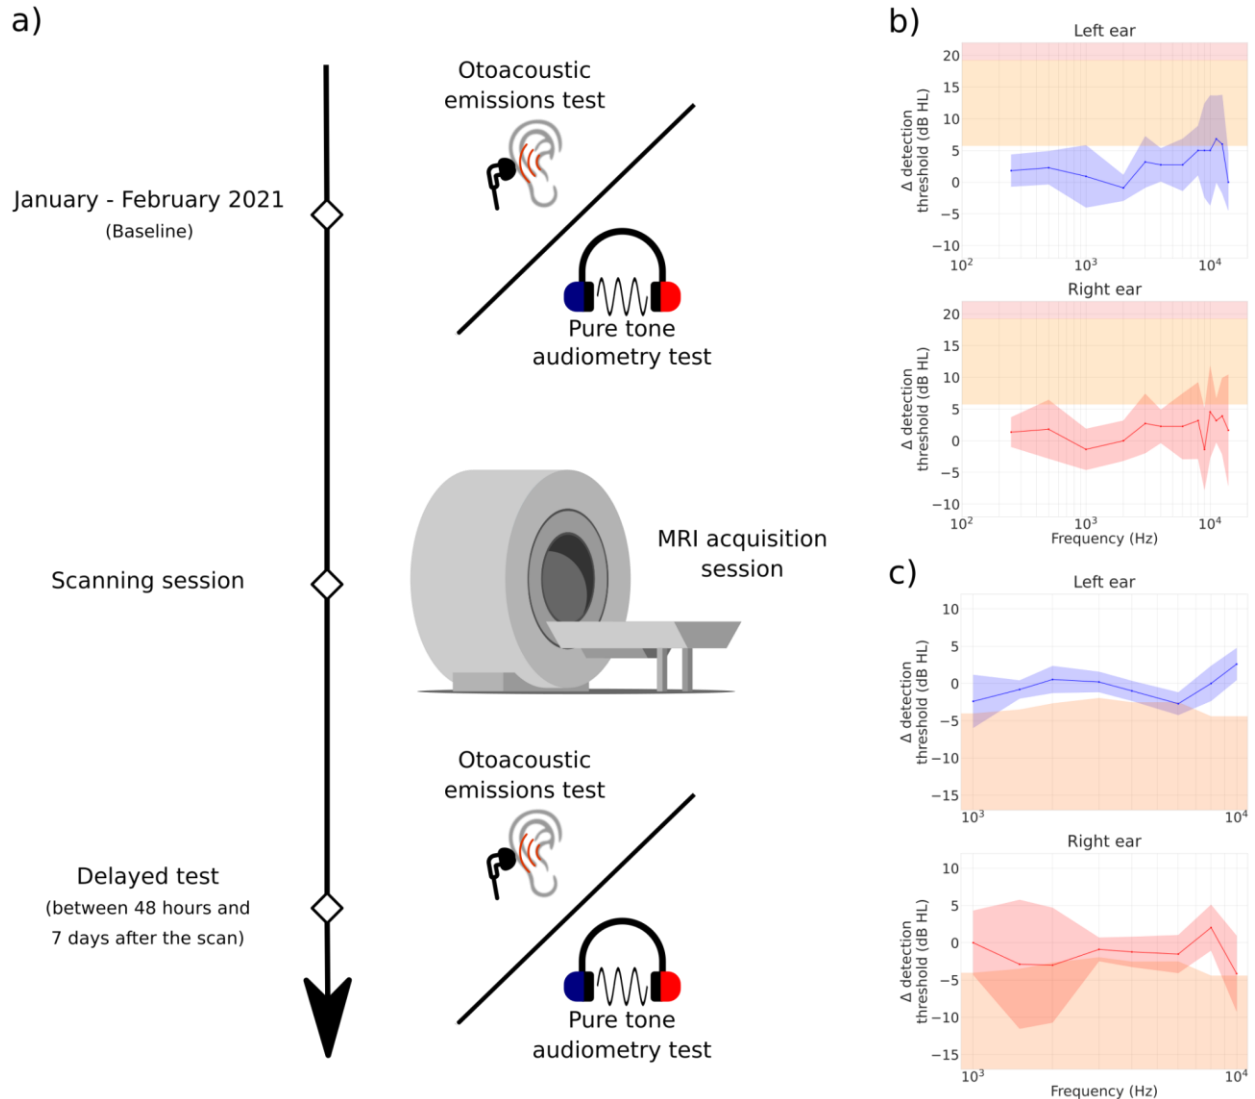 a)
Otoacoustic
emissions test
January - February 2021
(Baseline)
Pure tone
audiometry test
Scanning session
MRI acquisition
session
Otoacoustic
emissions test
Delayed test
(between 48 hours and
7 days after the scan)
Pure tone
audiometry test
b)
Left ear
Δ detection
threshold (dB HL)
20
15
10
5
0
−5
−10
10²
10³
10⁴
Right ear
Δ detection
threshold (dB HL)
20
15
10
5
0
−5
−10
10²
10³
10⁴
Frequency (Hz)
c)
Left ear
Δ detection
threshold (dB HL)
10
5
0
−5
−10
−15
10³
10⁴
Right ear
Δ detection
threshold (dB HL)
10
5
0
−5
−10
−15
10³
10⁴
Frequency (Hz)